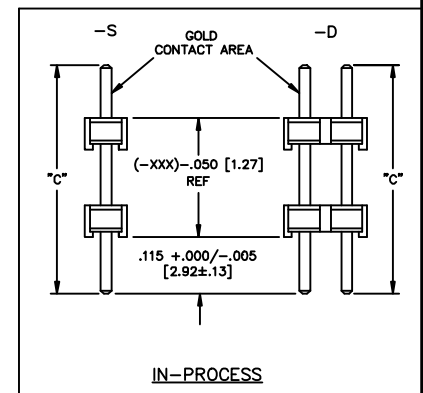 -S
GOLD
CONTACT AREA
-D
"C"
(-XXX)-.050 [1.27]
REF
"C"
.115 +.000/-.005
[2.92±.13]
IN-PROCESS